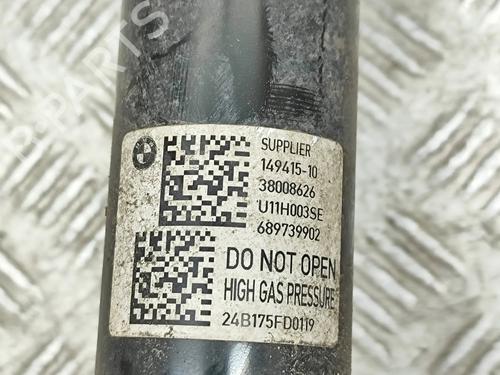 SUPPLIER
149415-10
38008626
U11H003SE
689739902
DO NOT OPEN
HIGH GAS PRESSURE
24B175FD0119